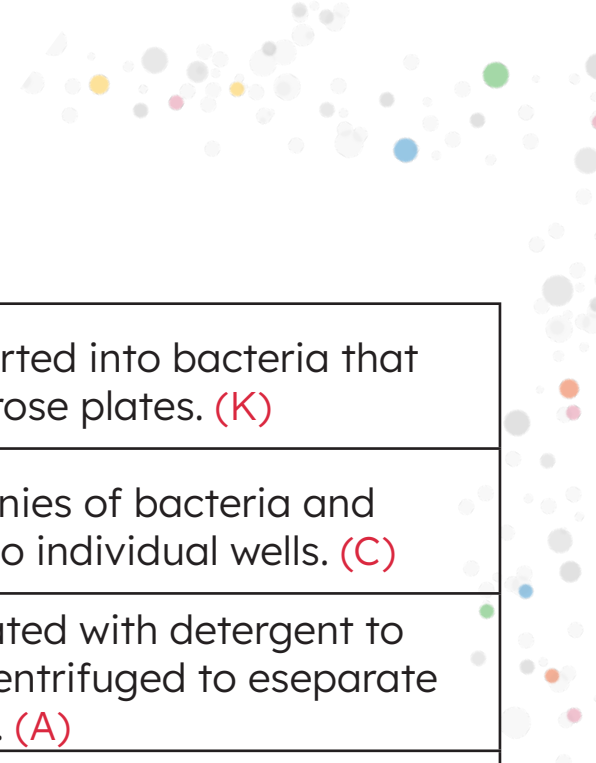 rted into bacteria that
rose plates. (K)
nies of bacteria and
o individual wells. (C)
ated with detergent to
entrifuged to eseparate
. (A)